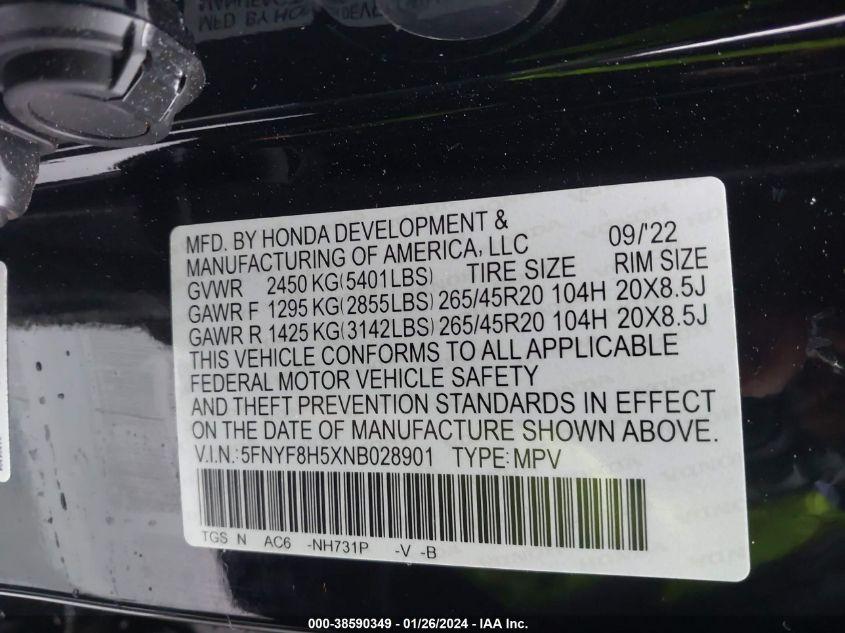 MFD. BY HONDA DEVELOPMENT &
MANUFACTURING OF AMERICA, LLC 09/'22
GVWR 2450 KG(5401LBS) TIRE SIZE RIM SIZE
GAWR F 1295 KG(2855LBS) 265/45R20 104H 20X8.5J
GAWR R 1425 KG(3142LBS) 265/45R20 104H 20X8.5J
THIS VEHICLE CONFORMS TO ALL APPLICABLE
FEDERAL MOTOR VEHICLE SAFETY
AND THEFT PREVENTION STANDARDS IN EFFECT
ON THE DATE OF MANUFACTURE SHOWN ABOVE.
V.I.N.: 5FNYF8H5XNB028901 TYPE: MPV
TGS N AC6 -NH731P -V -B
000-38590349 | 01/26/2024 - IAA Inc.